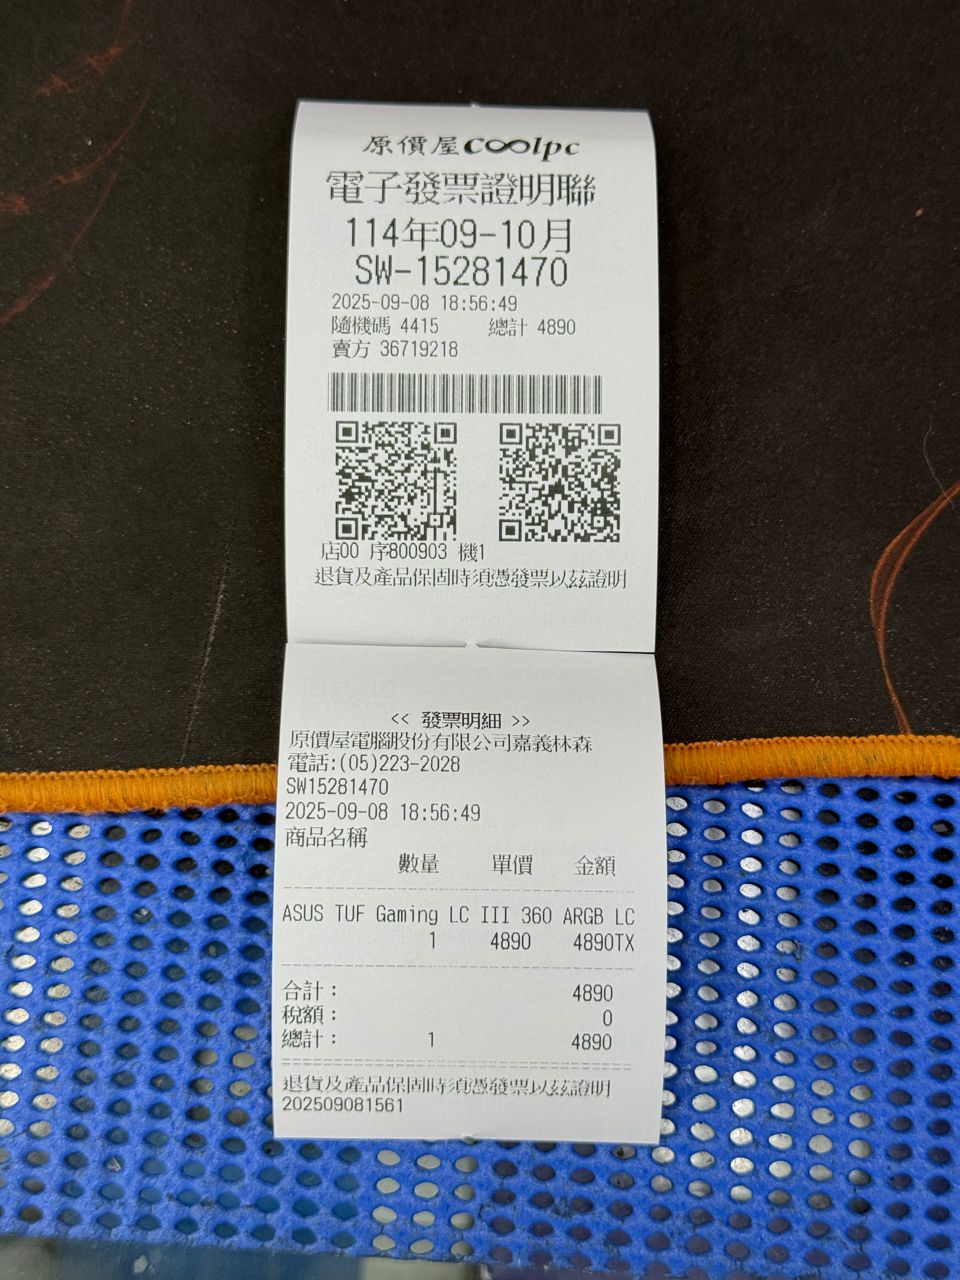 原價屋coolpc
電子發票證明聯
114年09-10月
SW-15281470
2025-09-08 18:56:49
隨機碼 4415 總計 4890
賣方 36719218
店00 序800903 機1
退貨及產品保固時須憑發票以茲證明
<< 發票明細 >>
原價屋電腦股份有限公司嘉義林森
電話:(05)223-2028
SW15281470
2025-09-08 18:56:49
商品名稱
數量 單價 金額
ASUS TUF Gaming LC III 360 ARGB LC
1 4890 4890TX
合計: 4890
稅額: 0
總計: 1 4890
退貨及產品保固時須憑發票以茲證明
202509081561